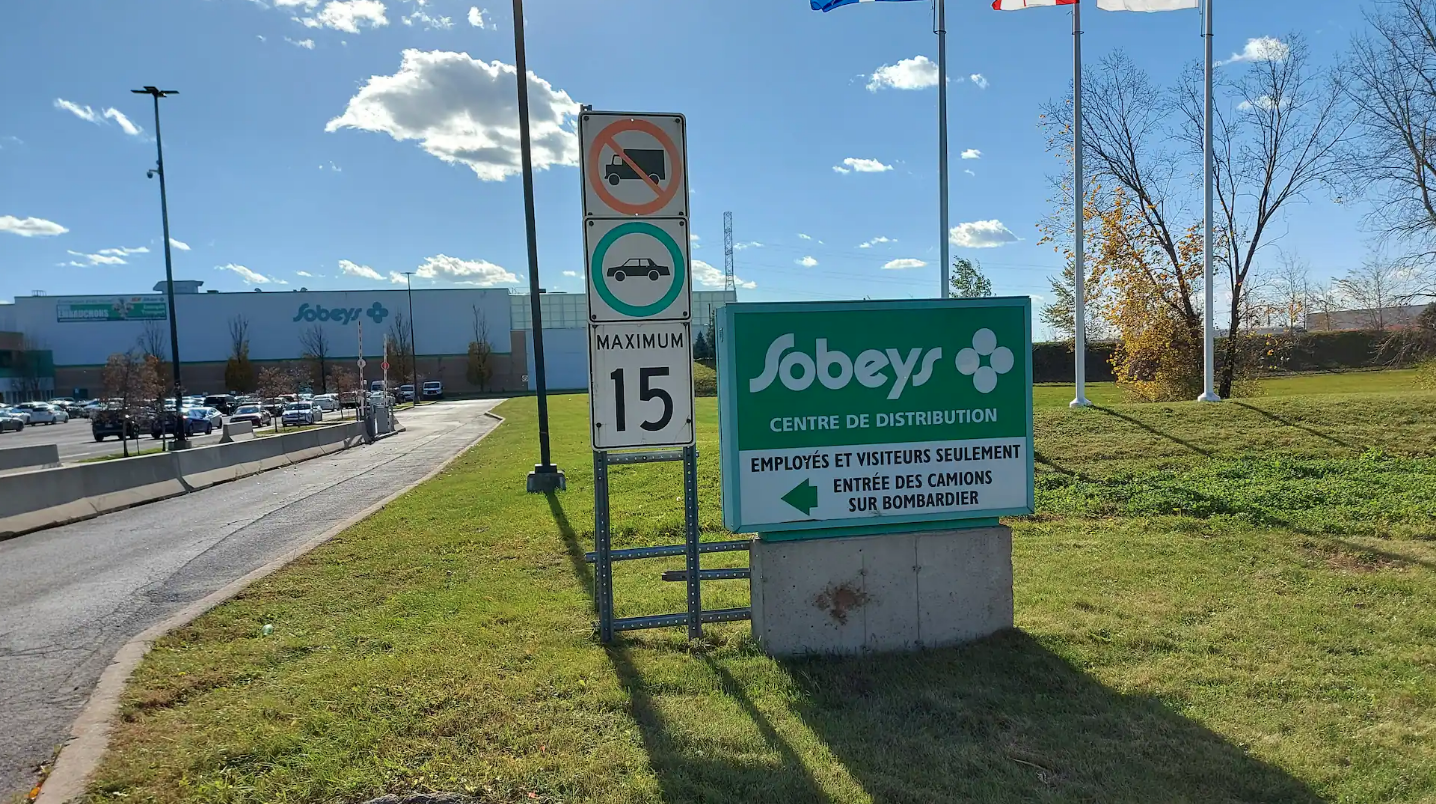 MAXIMUM
15
Sobeys
CENTRE DE DISTRIBUTION
EMPLOYÉS ET VISITEURS SEULEMENT
ENTRÉE DES CAMIONS
SUR BOMBARDIER
Sobeys